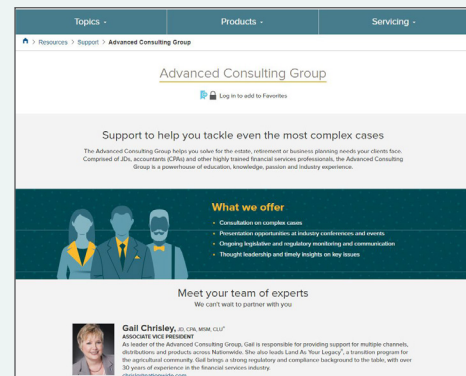 Topics -
Products -
Servicing -
> Resources > Support > Advanced Consulting Group
Advanced Consulting Group
Log in to add to Favorites
Support to help you tackle even the most complex cases
The Advanced Consulting Group helps you solve for the estate, retirement or business planning needs your clients face.
Comprised of JDs, accountants (CPAs) and other highly trained financial services professionals, the Advanced Consulting
Group is a powerhouse of education, knowledge, passion and industry experience.
What we offer
• Consultation on complex cases
• Presentation opportunities at industry conferences and events
• Ongoing legislative and regulatory monitoring and communication
• Thought leadership and timely insights on key issues
Meet your team of experts
We can't wait to partner with you
Gail Chrisley, JD, CPA, MSM, CLU®
ASSOCIATE VICE PRESIDENT
As leader of the Advanced Consulting Group, Gail is responsible for providing support for multiple channels,
distributions and products across Nationwide. She also leads Land As Your Legacy®, a transition program for
the agricultural community. Gail brings a strong regulatory and compliance background to the table, with over
30 years of experience in the financial services industry.